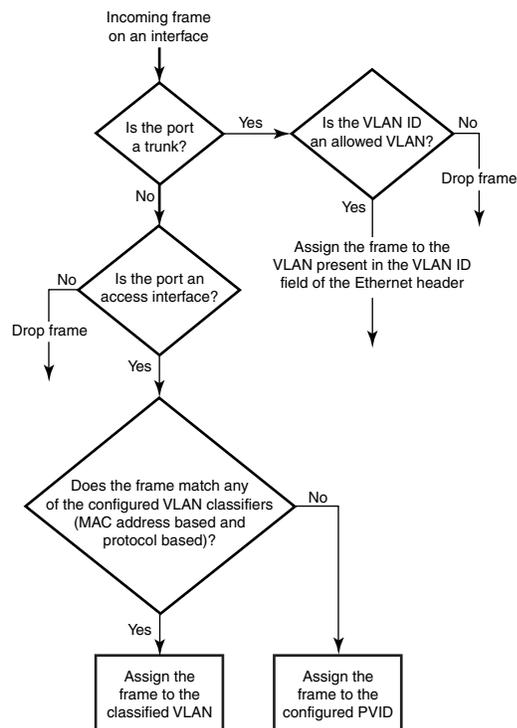 Incoming frame
on an interface
Is the port
a trunk?
Yes
Is the VLAN ID
an allowed VLAN?
No
Drop frame
No
Yes
Assign the frame to the
VLAN present in the VLAN ID
field of the Ethernet header
Is the port an
access interface?
No
Drop frame
Yes
Does the frame match any
of the configured VLAN classifiers
(MAC address based and
protocol based)?
No
Yes
Assign the
frame to the
classified VLAN
Assign the
frame to the
configured PVID